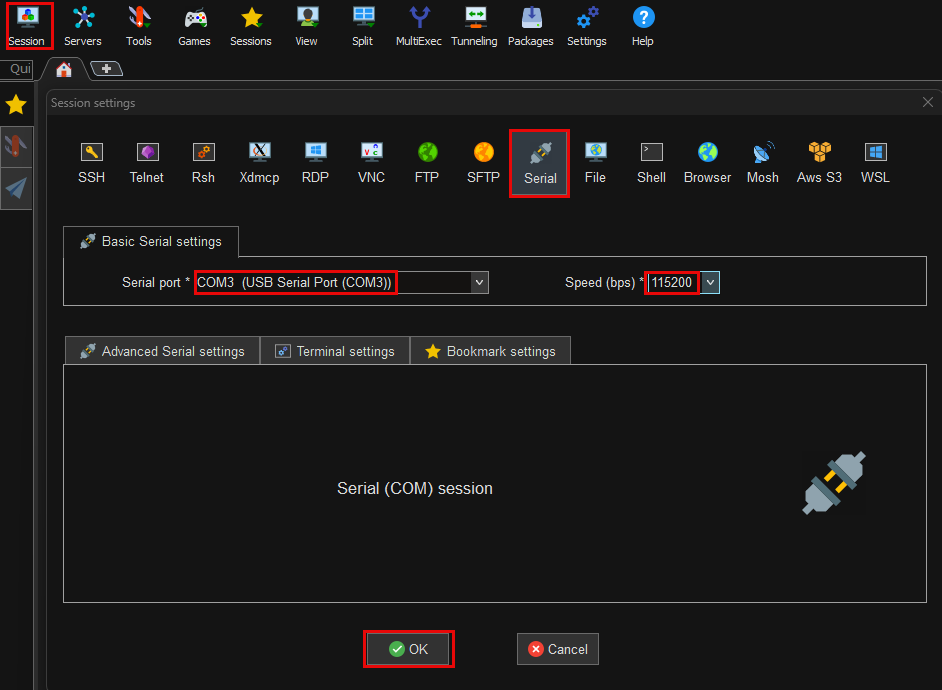 Session Servers Tools Games Sessions View Split MultiExec Tunneling Packages Settings Help
Qui
Session settings
SSH Telnet Rsh Xdmcp RDP VNC FTP SFTP Serial File Shell Browser Mosh Aws S3 WSL
Basic Serial settings
Serial port * COM3 (USB Serial Port (COM3)) Speed (bps) * 115200
Advanced Serial settings Terminal settings Bookmark settings
Serial (COM) session
OK Cancel